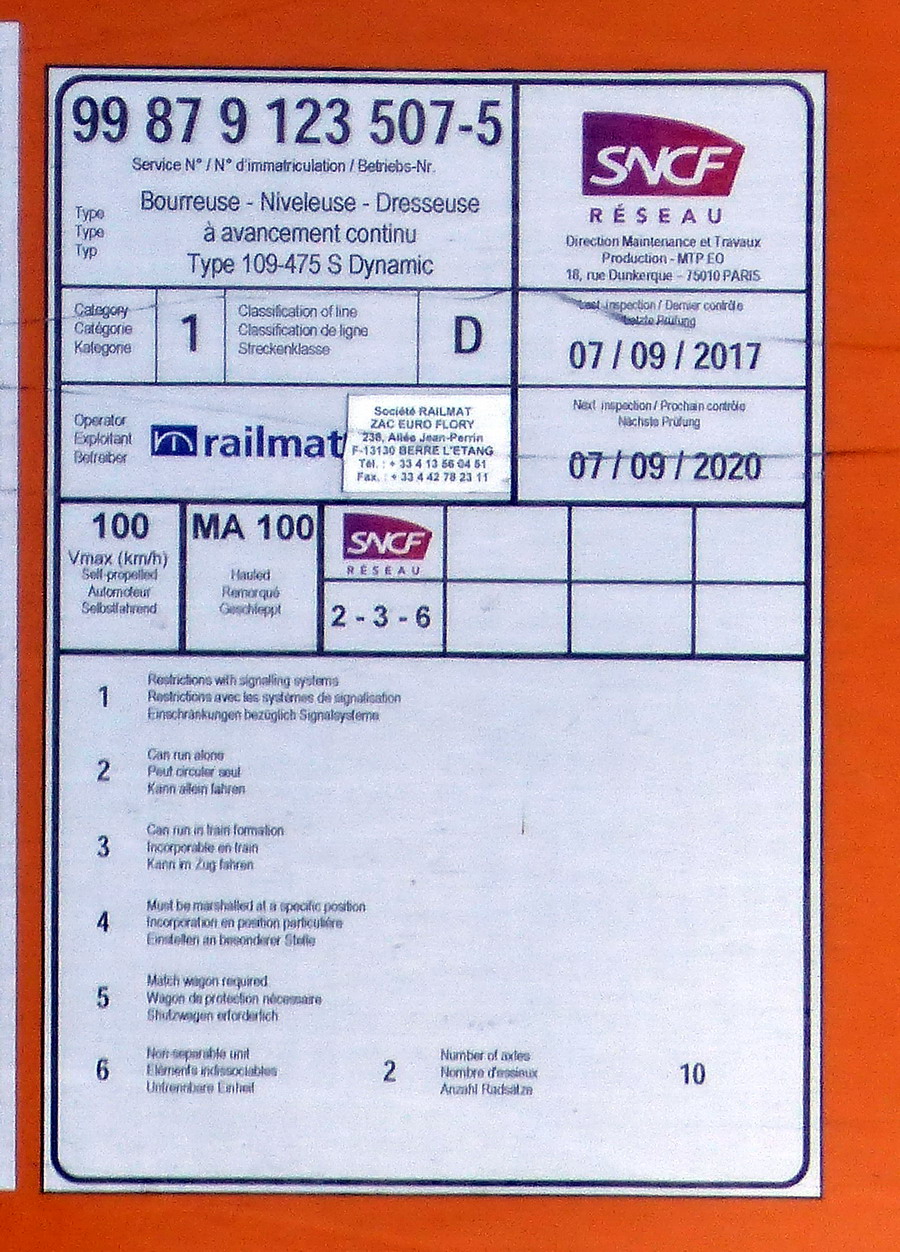 99 87 9 123 507-5
Service N° / N° d'immatriculation / Betriebs-Nr.
Type
Type
Typ
Bourreuse - Niveleuse - Dresseuse
à avancement continu
Type 109-475 S Dynamic
SNCF
RÉSEAU
Direction Maintenance et Travaux
Production - MTP EO
18, rue Dunkerque – 75010 PARIS
Category
Catégorie
Kategorie
1
Classification of line
Classification de ligne
Streckenklasse
D
Last inspection / Dernier contrôle
Letzte Prüfung
07 / 09 / 2017
Operator
Exploitant
Betreiber
railmat
Société RAILMAT
ZAC EURO FLORY
238, Allée Jean-Perrin
F-13130 BERRE L'ETANG
Tél. : + 33 4 13 56 04 51
Fax. : + 33 4 42 78 23 11
Next inspection / Prochain contrôle
Nächste Prüfung
07 / 09 / 2020
100
Vmax (km/h)
Self-propelled
Automoteur
Selbstfahrend
MA 100
Hauled
Remorqué
Geschleppt
SNCF
RÉSEAU
2 - 3 - 6
1
Restrictions with signalling systems
Restrictions avec les systèmes de signalisation
Einschränkungen bezüglich Signalsysteme
2
Can run alone
Peut circuler seul
Kann allein fahren
3
Can run in train formation
Incorporable en train
Kann im Zug fahren
4
Must be marshalled at a specific position
Incorporation en position particulière
Einstellen an besonderer Stelle
5
Match wagon required
Wagon de protection nécessaire
Shutzwagen erforderlich
6
Non-separable unit
Eléments indissociables
Untrennbare Einheit
2
Number of axles
Nombre d'essieux
Anzahl Radsätze
10